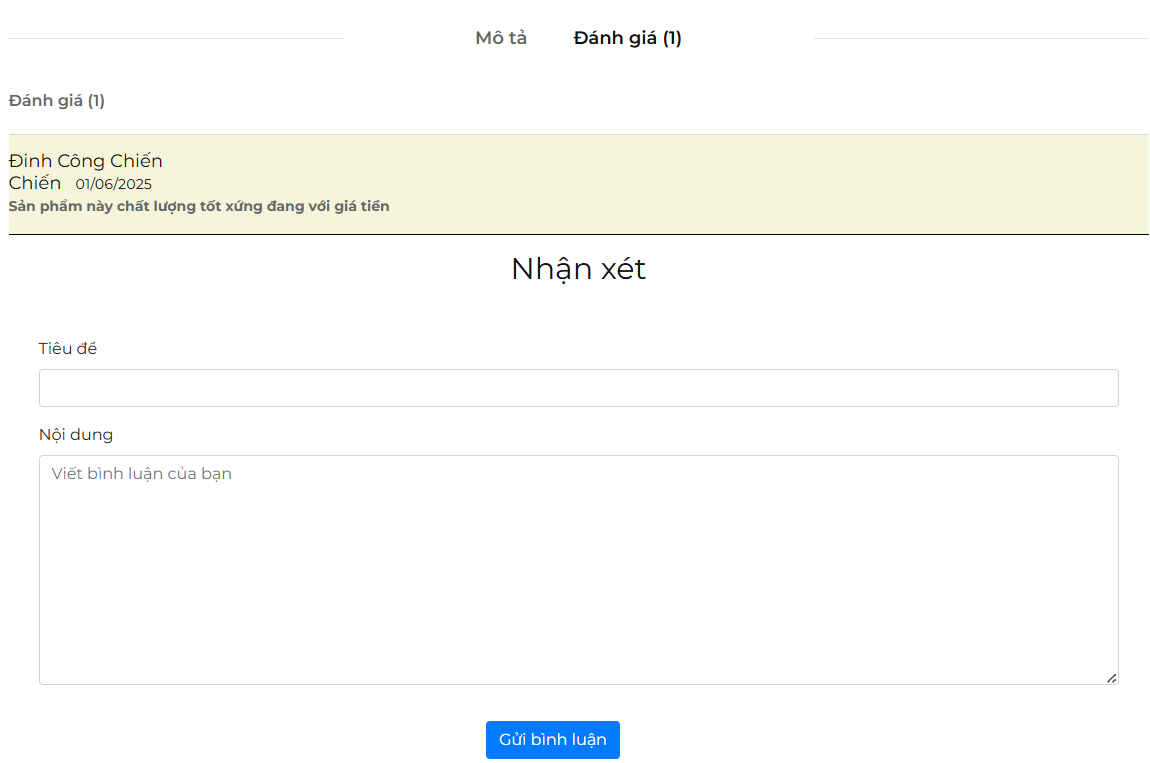 Mô tả Đánh giá (1)
Đánh giá (1)
Đinh Công Chiến
Chiến 01/06/2025
Sản phẩm này chất lượng tốt xứng đang với giá tiền
Nhận xét
Tiêu đề
Nội dung
Viết bình luận của bạn
Gửi bình luận